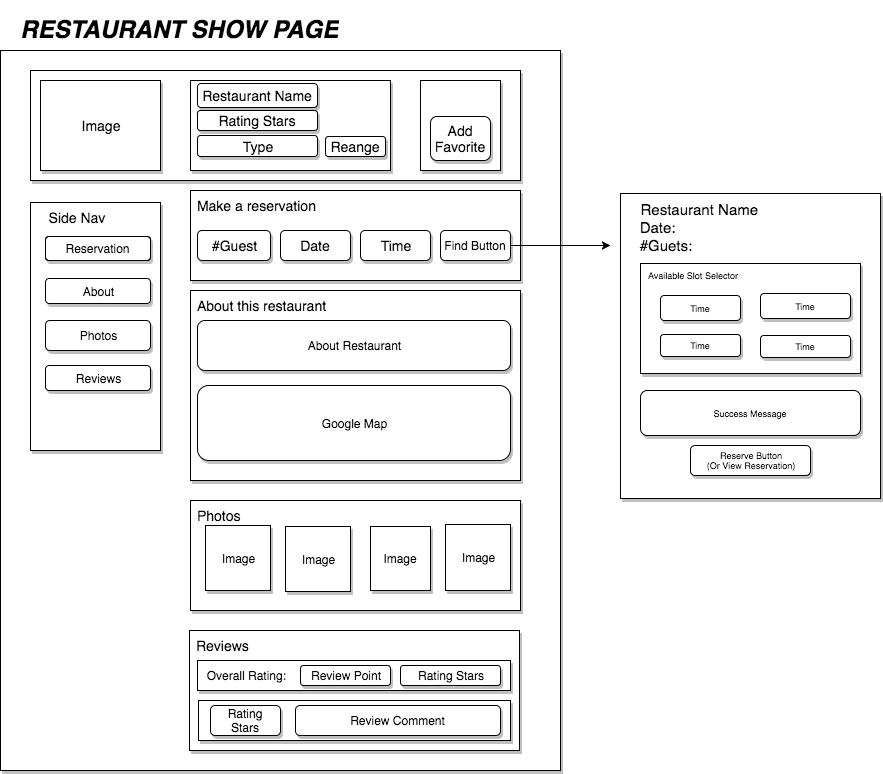 RESTAURANT SHOW PAGE
Image
Restaurant Name
Rating Stars
Type
Reange
Add
Favorite
Side Nav
Reservation
About
Photos
Reviews
Make a reservation
#Guest
Date
Time
Find Button
About this restaurant
About Restaurant
Google Map
Photos
Image
Image
Image
Image
Reviews
Overall Rating:
Review Point
Rating Stars
Rating
Stars
Review Comment
Restaurant Name
Date:
#Guets:
Available Slot Selector
Time
Time
Time
Time
Success Message
Reserve Button
(Or View Reservation)